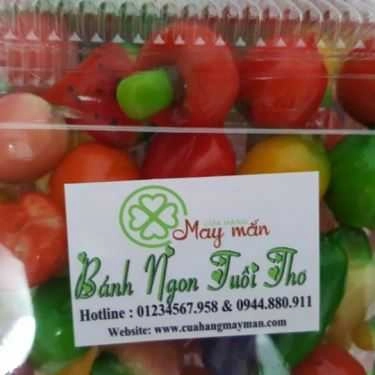 CỬA HÀNG
May mắn
Bánh Ngon Tuổi Thơ
Hotline : 01234567.958 & 0944.880.911
Website: www.cuahangmayman.com